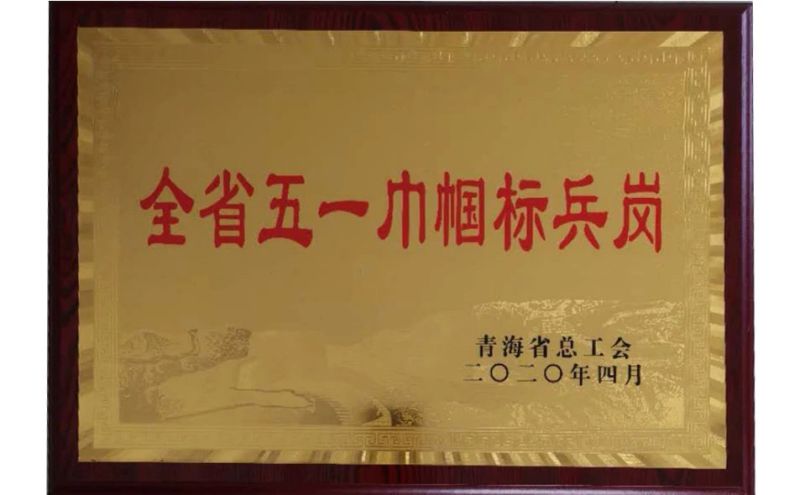 全省五一巾帼标兵岗
青海省总工会
二〇二〇年四月